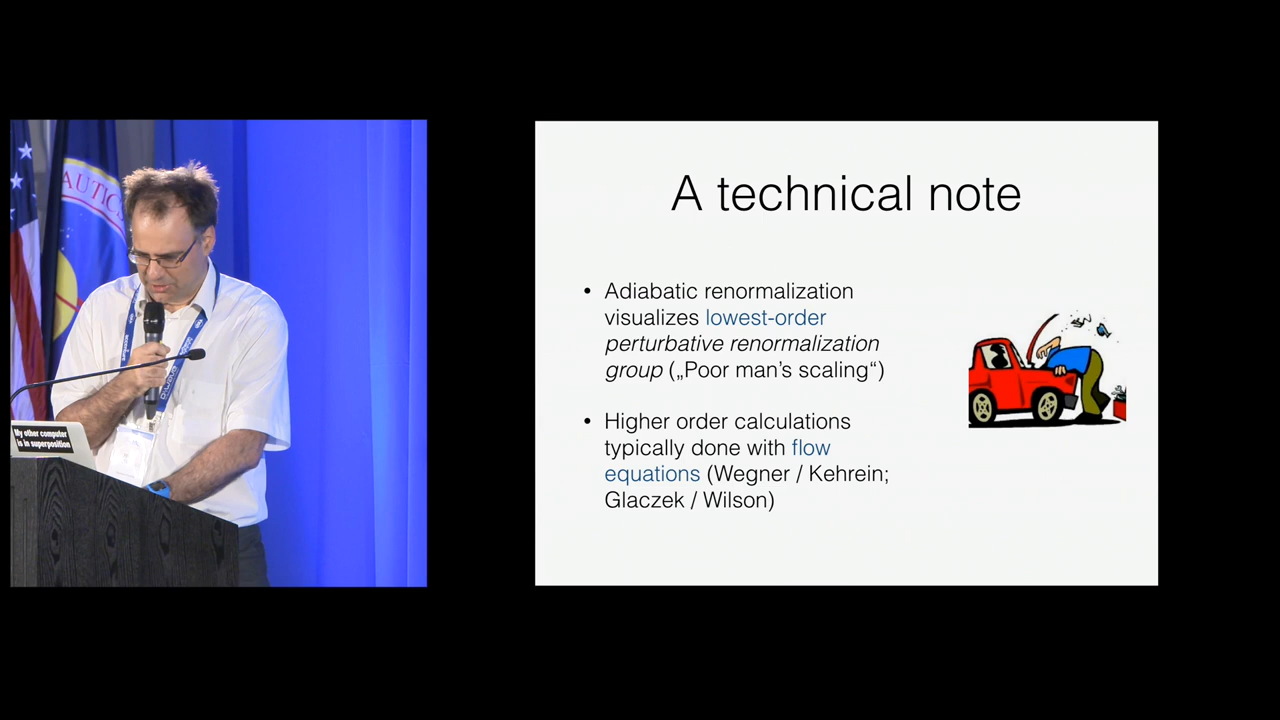 AUTIC
My other computer
is in superposition
A technical note
• Adiabatic renormalization
visualizes lowest-order
perturbative renormalization
group („Poor man’s scaling“)
• Higher order calculations
typically done with flow
equations (Wegner / Kehrein;
Glaczek / Wilson)